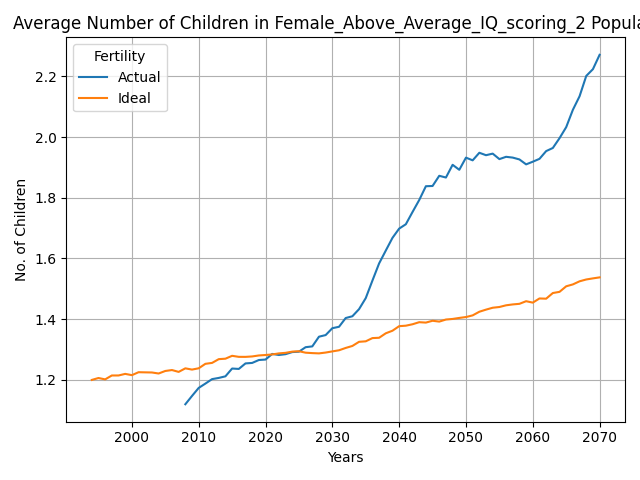 Average Number of Children in Female_Above_Average_IQ_scoring_2 Popula
Fertility
Actual
Ideal
2.2
2.0
1.8
1.6
1.4
1.2
No. of Children
2000 2010 2020 2030 2040 2050 2060 2070
Years